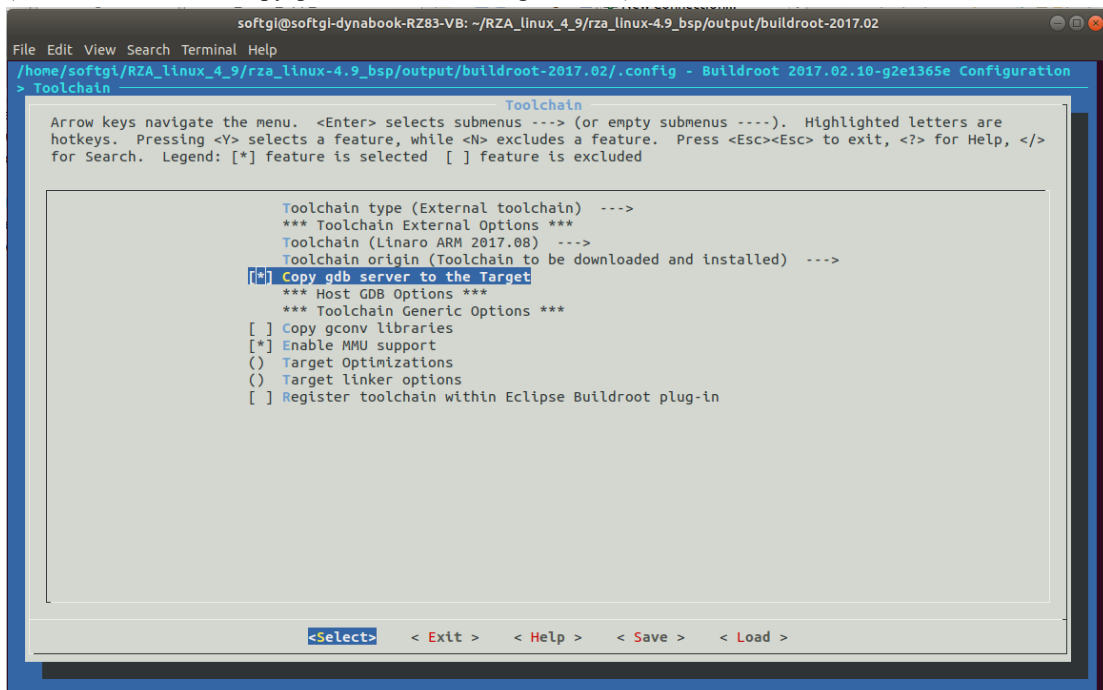 softgi@softgi-dynabook-RZ83-VB: ~/RZA_linux_4_9/rza_linux-4.9_bsp/output/buildroot-2017.02
File Edit View Search Terminal Help
/home/softgi/RZA_linux_4_9/rza_linux-4.9_bsp/output/buildroot-2017.02/.config - Buildroot 2017.02.10-g2e1365e Configuration
> Toolchain
Toolchain
Arrow keys navigate the menu. <Enter> selects submenus ---> (or empty submenus ----). Highlighted letters are
hotkeys. Pressing <Y> selects a feature, while <N> excludes a feature. Press <Esc><Esc> to exit, <?> for Help, </>
for Search. Legend: [*] feature is selected [ ] feature is excluded
Toolchain type (External toolchain) --->
*** Toolchain External Options ***
Toolchain (Linaro ARM 2017.08) --->
Toolchain origin (Toolchain to be downloaded and installed) --->
[*] Copy gdb server to the Target
*** Host GDB Options ***
*** Toolchain Generic Options ***
[ ] Copy gconv libraries
[*] Enable MMU support
() Target Optimizations
() Target linker options
[ ] Register toolchain within Eclipse Buildroot plug-in
<Select> < Exit > < Help > < Save > < Load >